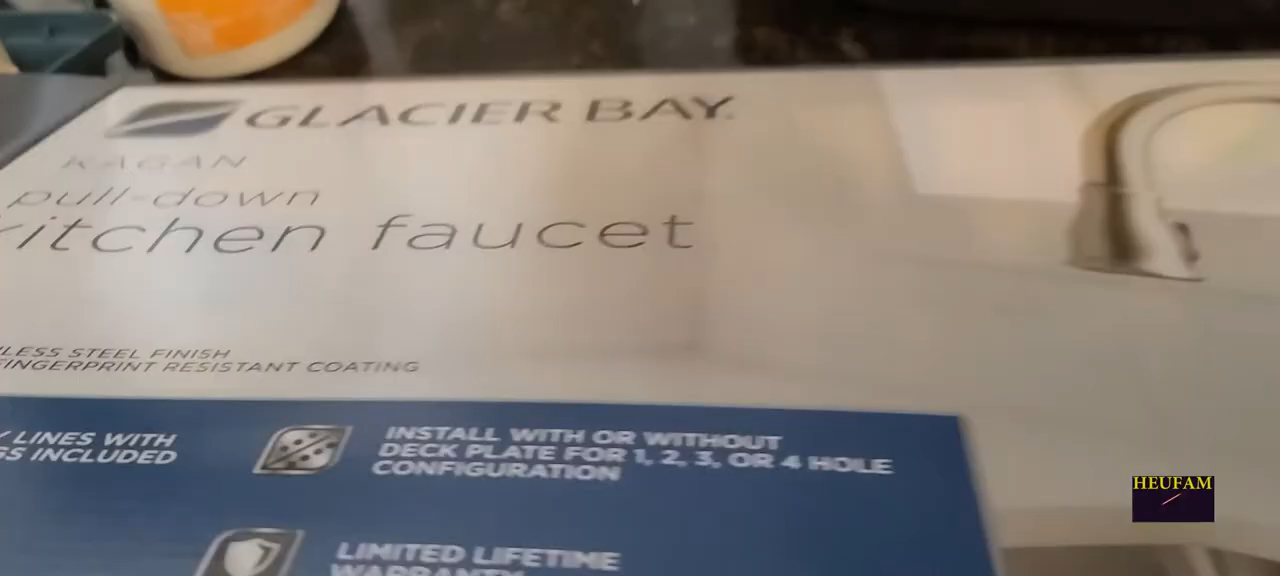 GLACIER BAY.
KAGAN
pull-down
kitchen faucet
LESS STEEL FINISH
FINGERPRINT RESISTANT COATING
LINES WITH
GS INCLUDED
INSTALL WITH OR WITHOUT
DECK PLATE FOR 1, 2, 3, OR 4 HOLE
CONFIGURATION
LIMITED LIFETIME
WARRANTY
HEUFAM